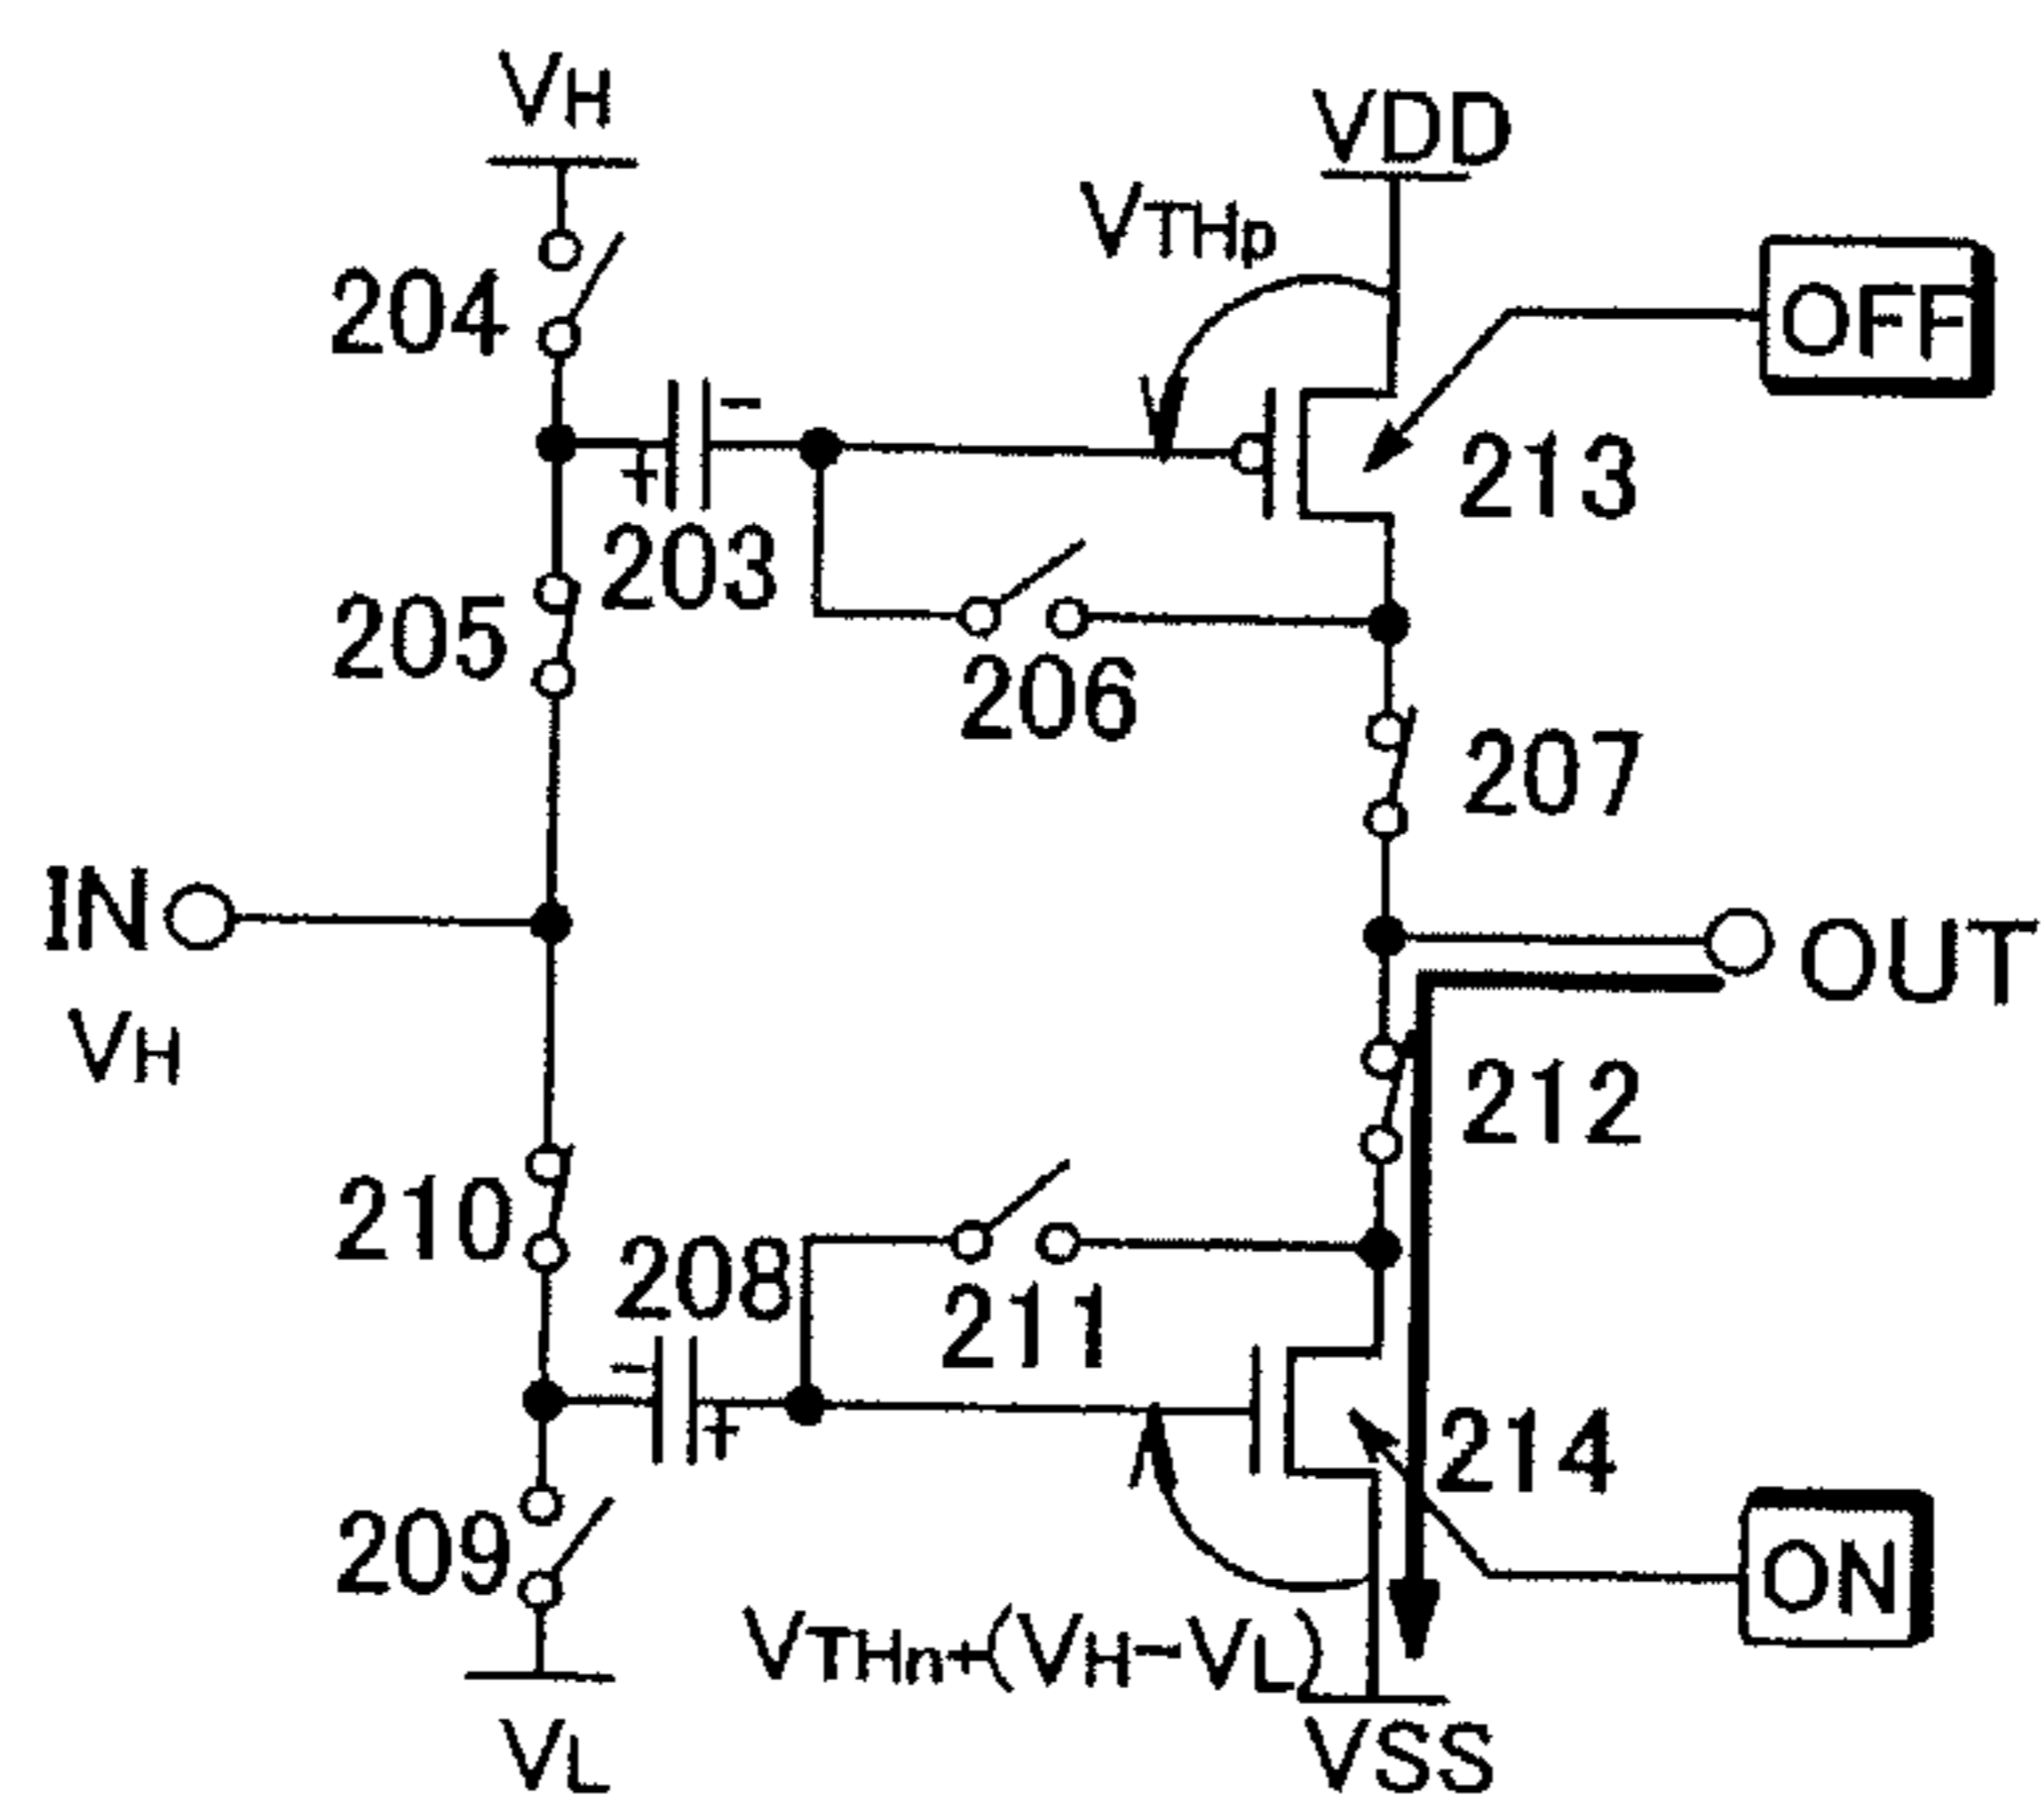 VH
VDD
VTHp
OFF
204
+
-
203
213
205
206
207
IN
OUT
VH
212
210
208
211
-
+
214
209
ON
VTHn+(VH-VL)
VL
VSS